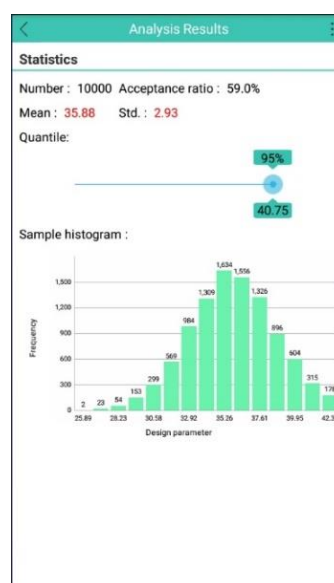 Analysis Results
Statistics
Number : 10000 Acceptance ratio : 59.0%
Mean : 35.88 Std. : 2.93
Quantile:
95%
40.75
Sample histogram :
1,634
1,556
1,500
1,309
1,326
1,200
984
896
Frequency
900
569
604
600
299
315
300
153
178
2
23
54
0
25.89 28.23 30.58 32.92 35.26 37.61 39.95
Design parameter